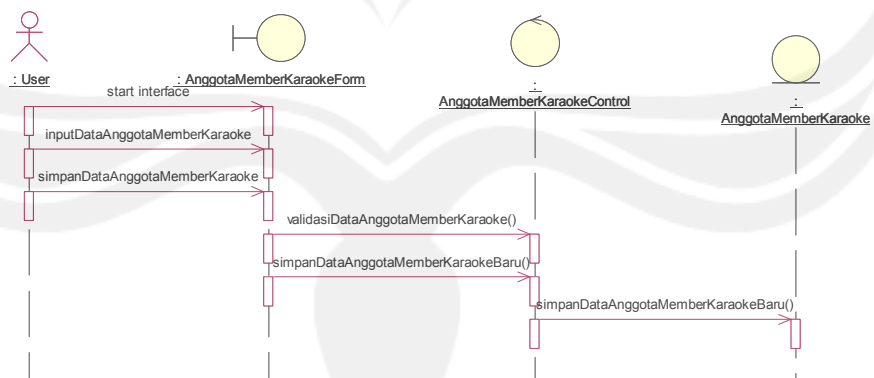 : User
: AnggotaMemberKaraokeForm
:
AnggotaMemberKaraokeControl
:
AnggotaMemberKaraoke
start interface
inputDataAnggotaMemberKaraoke
simpanDataAnggotaMemberKaraoke
validasiDataAnggotaMemberKaraoke()
simpanDataAnggotaMemberKaraokeBaru()
simpanDataAnggotaMemberKaraokeBaru()